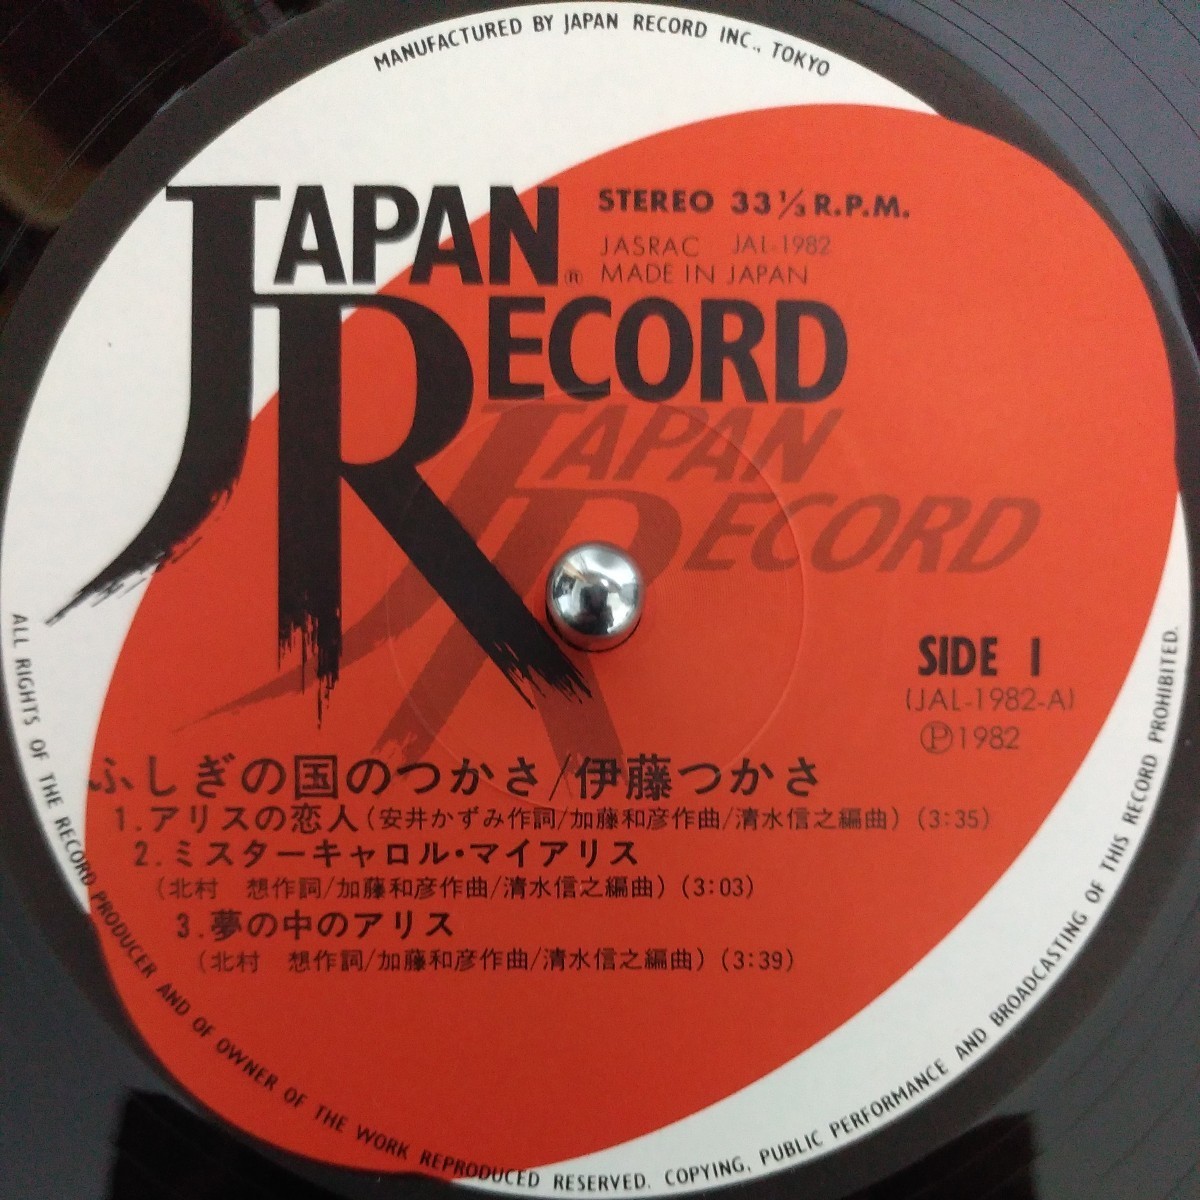 MANUFACTURED BY JAPAN RECORD INC., TOKYO
JAPAN
RECORD
®
STEREO 33 1/3 R.P.M.
JASRAC JAL-1982
MADE IN JAPAN
JAPAN
RECORD
SIDE 1
(JAL-1982-A)
Ⓟ1982
ふしぎの国のつかさ/伊藤つかさ
1.アリスの恋人(安井かずみ作詞/加藤和彦作曲/清水信之編曲)(3:35)
2.ミスターキャロル・マイアリス
(北村 想作詞/加藤和彦作曲/清水信之編曲)(3:03)
3.夢の中のアリス
(北村 想作詞/加藤和彦作曲/清水信之編曲)(3:39)
ALL RIGHTS OF THE RECORD PRODUCER AND OF OWNER OF THE WORK REPRODUCED RESERVED. COPYING, PUBLIC PERFORMANCE AND BROADCASTING OF THIS RECORD PROHIBITED.